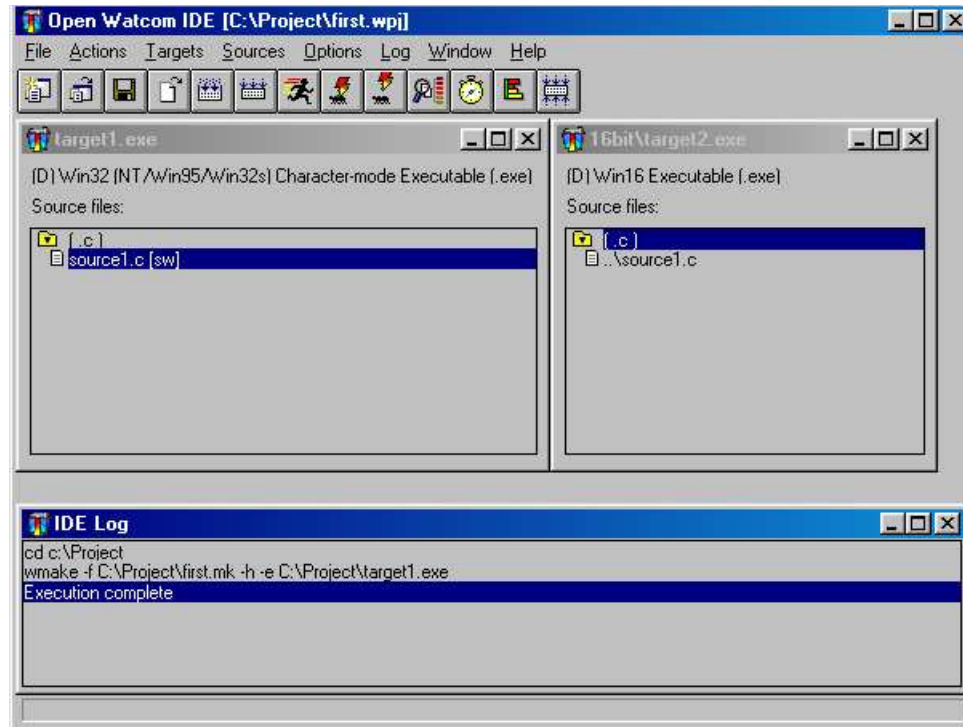 Open Watcom IDE [C:\Project\first.wpj]
File Actions Targets Sources Options Log Window Help
target1.exe
(D) Win32 (NT/Win95/Win32s) Character-mode Executable (.exe)
Source files:
( .c )
source1.c [sw]
16bit\target2.exe
(D) Win16 Executable (.exe)
Source files:
( .c )
..\source1.c
IDE Log
cd c:\Project
wmake -f C:\Project\first.mk -h -e C:\Project\target1.exe
Execution complete